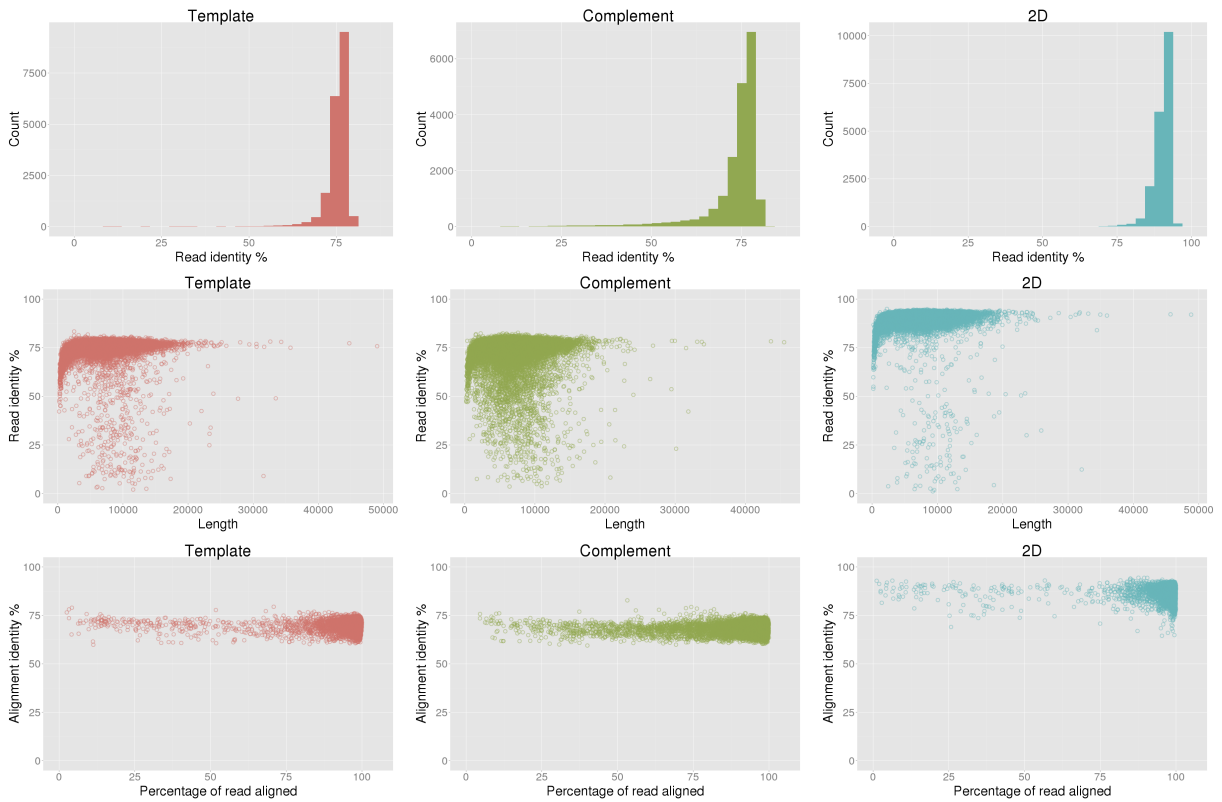 Template
Count
7500
5000
2500
0
0 25 50 75
Read identity %
Complement
Count
6000
4000
2000
0
0 25 50 75
Read identity %
2D
Count
10000
7500
5000
2500
0
0 25 50 75 100
Read identity %
Template
Read identity %
100
75
50
25
0
0 10000 20000 30000 40000 50000
Length
Complement
Read identity %
100
75
50
25
0
0 10000 20000 30000 40000
Length
2D
Read identity %
100
75
50
25
0
0 10000 20000 30000 40000 50000
Length
Template
Alignment identity %
100
75
50
25
0
0 25 50 75 100
Percentage of read aligned
Complement
Alignment identity %
100
75
50
25
0
0 25 50 75 100
Percentage of read aligned
2D
Alignment identity %
100
75
50
25
0
0 25 50 75 100
Percentage of read aligned